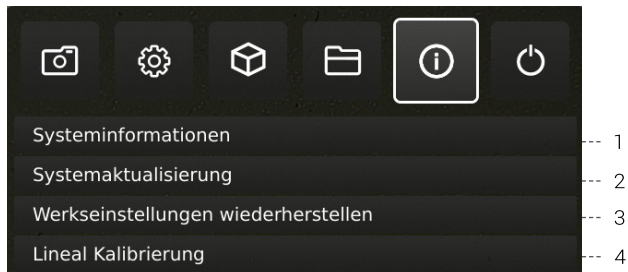 Systeminformationen --- 1
Systemaktualisierung --- 2
Werkseinstellungen wiederherstellen --- 3
Lineal Kalibrierung --- 4